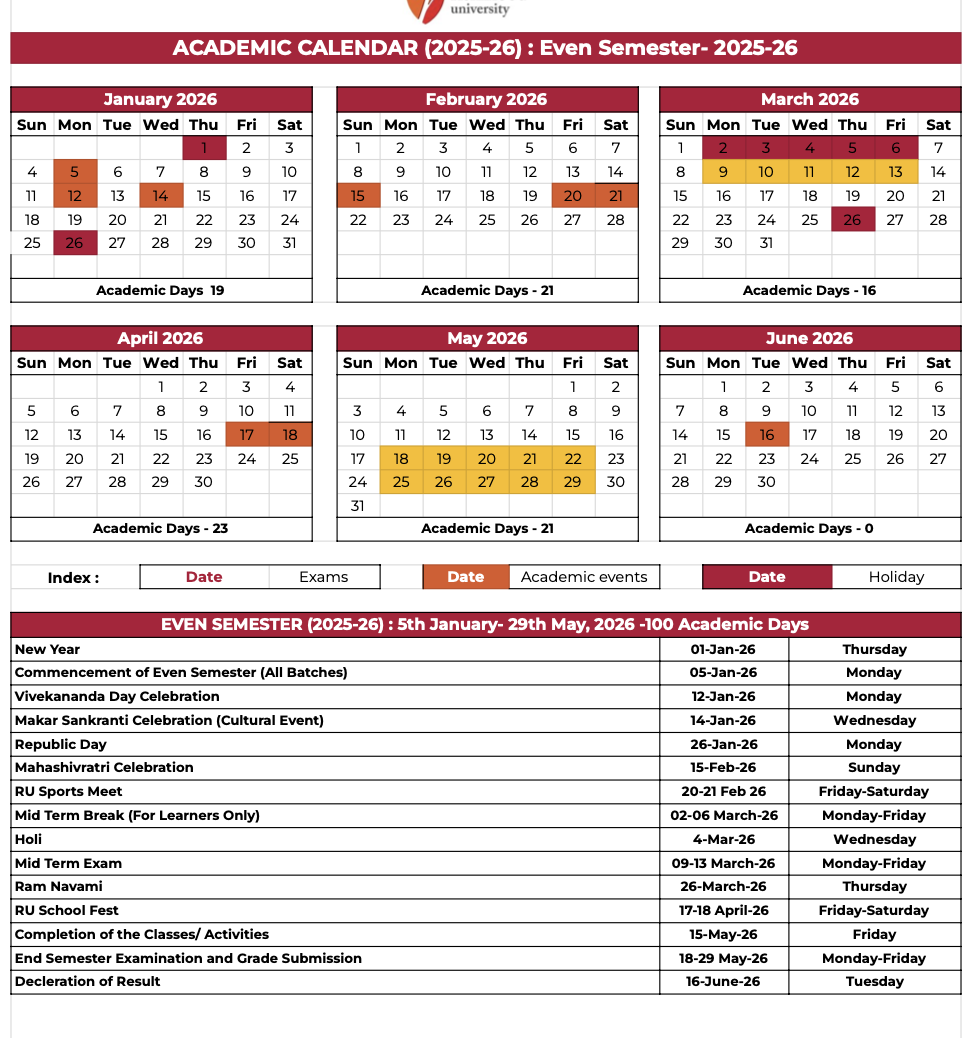 university
ACADEMIC CALENDAR (2025-26) : Even Semester- 2025-26
January 2026
Sun Mon Tue Wed Thu Fri Sat
1 2 3
4 5 6 7 8 9 10
11 12 13 14 15 16 17
18 19 20 21 22 23 24
25 26 27 28 29 30 31
Academic Days 19
February 2026
Sun Mon Tue Wed Thu Fri Sat
1 2 3 4 5 6 7
8 9 10 11 12 13 14
15 16 17 18 19 20 21
22 23 24 25 26 27 28
Academic Days - 21
March 2026
Sun Mon Tue Wed Thu Fri Sat
1 2 3 4 5 6 7
8 9 10 11 12 13 14
15 16 17 18 19 20 21
22 23 24 25 26 27 28
29 30 31
Academic Days - 16
April 2026
Sun Mon Tue Wed Thu Fri Sat
1 2 3 4
5 6 7 8 9 10 11
12 13 14 15 16 17 18
19 20 21 22 23 24 25
26 27 28 29 30
Academic Days - 23
May 2026
Sun Mon Tue Wed Thu Fri Sat
1 2
3 4 5 6 7 8 9
10 11 12 13 14 15 16
17 18 19 20 21 22 23
24 25 26 27 28 29 30
31
Academic Days - 21
June 2026
Sun Mon Tue Wed Thu Fri Sat
1 2 3 4 5 6
7 8 9 10 11 12 13
14 15 16 17 18 19 20
21 22 23 24 25 26 27
28 29 30
Academic Days - 0
Index : Date Exams Date Academic events Date Holiday
EVEN SEMESTER (2025-26) : 5th January- 29th May, 2026 -100 Academic Days
New Year 01-Jan-26 Thursday
Commencement of Even Semester (All Batches) 05-Jan-26 Monday
Vivekananda Day Celebration 12-Jan-26 Monday
Makar Sankranti Celebration (Cultural Event) 14-Jan-26 Wednesday
Republic Day 26-Jan-26 Monday
Mahashivratri Celebration 15-Feb-26 Sunday
RU Sports Meet 20-21 Feb 26 Friday-Saturday
Mid Term Break (For Learners Only) 02-06 March-26 Monday-Friday
Holi 4-Mar-26 Wednesday
Mid Term Exam 09-13 March-26 Monday-Friday
Ram Navami 26-March-26 Thursday
RU School Fest 17-18 April-26 Friday-Saturday
Completion of the Classes/ Activities 15-May-26 Friday
End Semester Examination and Grade Submission 18-29 May-26 Monday-Friday
Decleration of Result 16-June-26 Tuesday